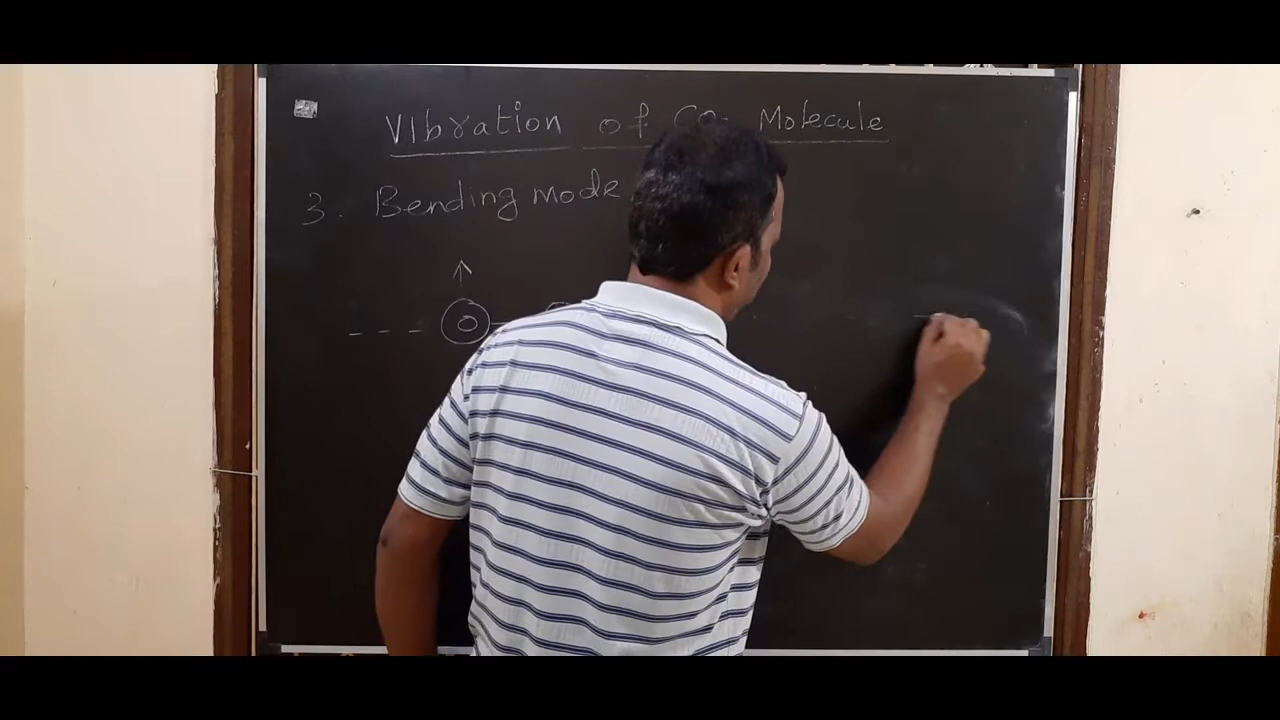 Vibration of CO₂ Molecule
3. Bending mode
O